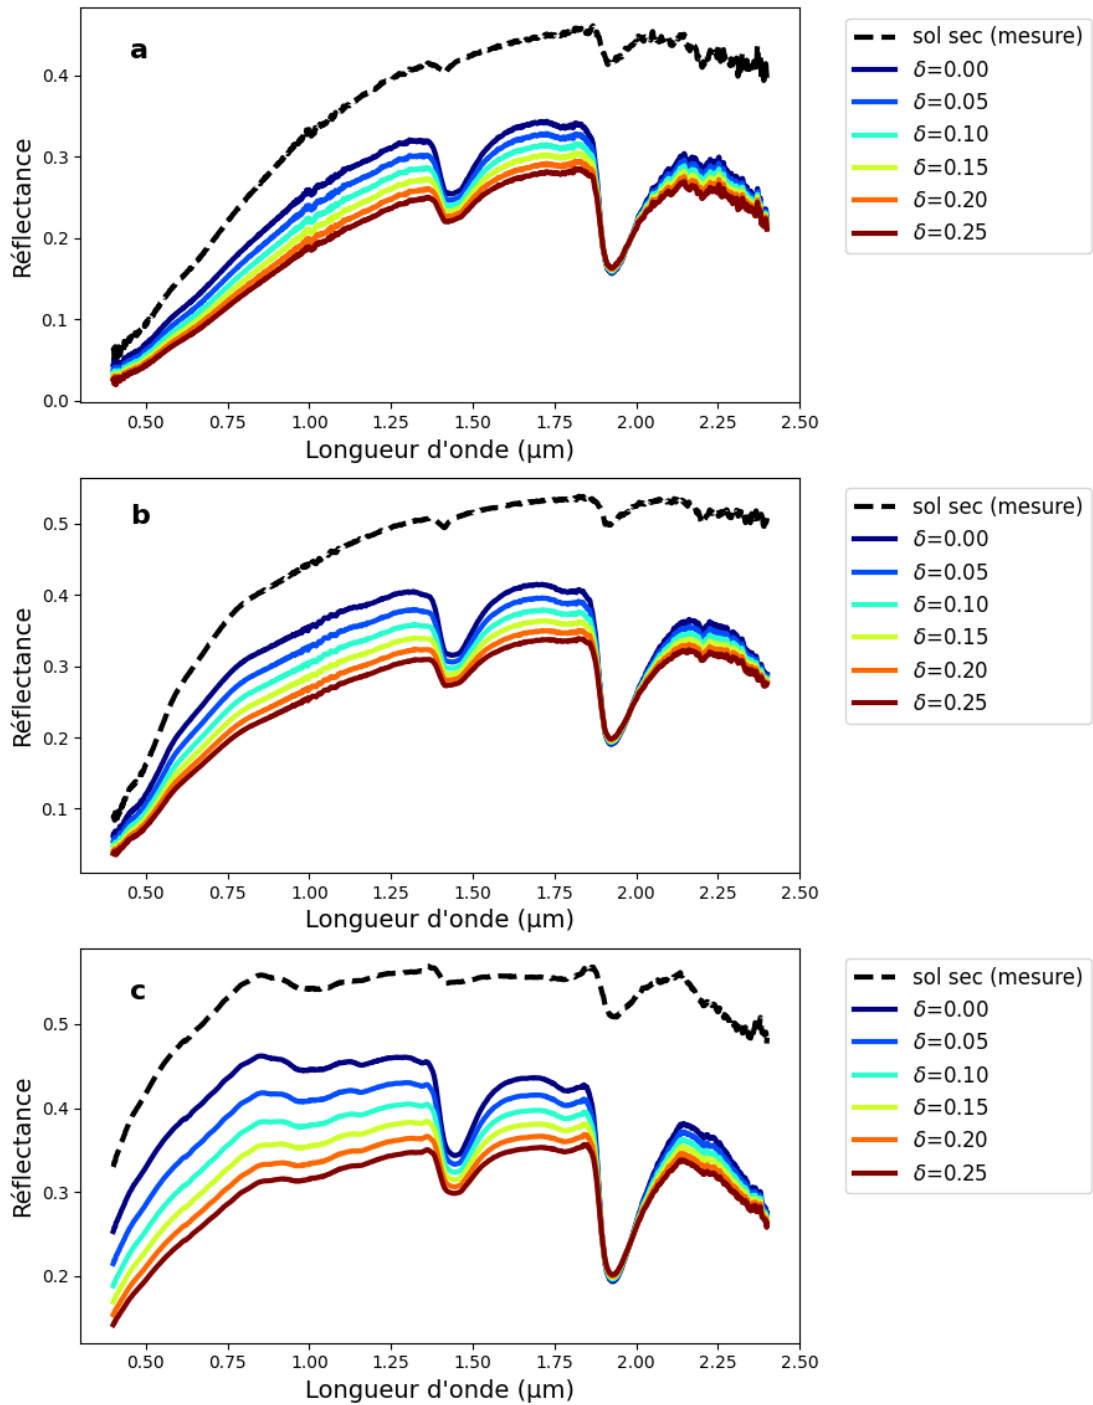 a
0.4
0.3
0.2
0.1
0.0
Réflectance
0.50 0.75 1.00 1.25 1.50 1.75 2.00 2.25 2.50
Longueur d'onde (µm)
sol sec (mesure)
δ=0.00
δ=0.05
δ=0.10
δ=0.15
δ=0.20
δ=0.25
b
0.5
0.4
0.3
0.2
0.1
Réflectance
0.50 0.75 1.00 1.25 1.50 1.75 2.00 2.25 2.50
Longueur d'onde (µm)
sol sec (mesure)
δ=0.00
δ=0.05
δ=0.10
δ=0.15
δ=0.20
δ=0.25
c
0.5
0.4
0.3
0.2
Réflectance
0.50 0.75 1.00 1.25 1.50 1.75 2.00 2.25 2.50
Longueur d'onde (µm)
sol sec (mesure)
δ=0.00
δ=0.05
δ=0.10
δ=0.15
δ=0.20
δ=0.25